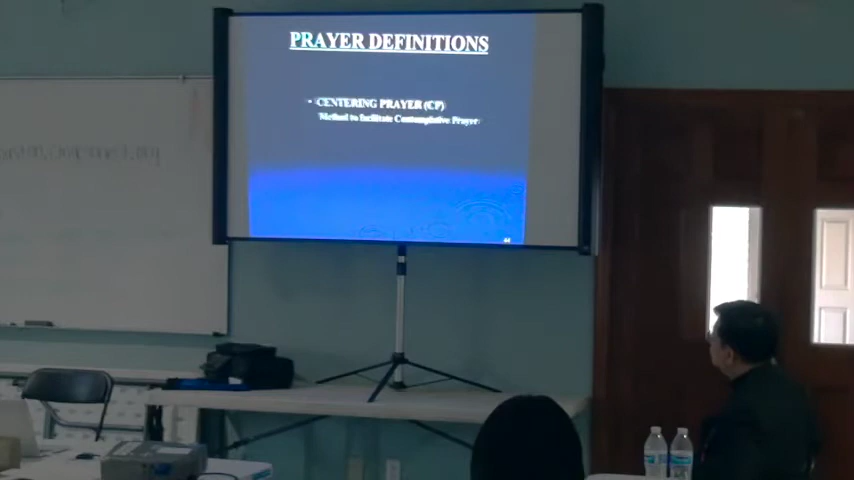 PRAYER DEFINITIONS
- CENTERING PRAYER (CP)
Method to facilitate Contemplative Prayer